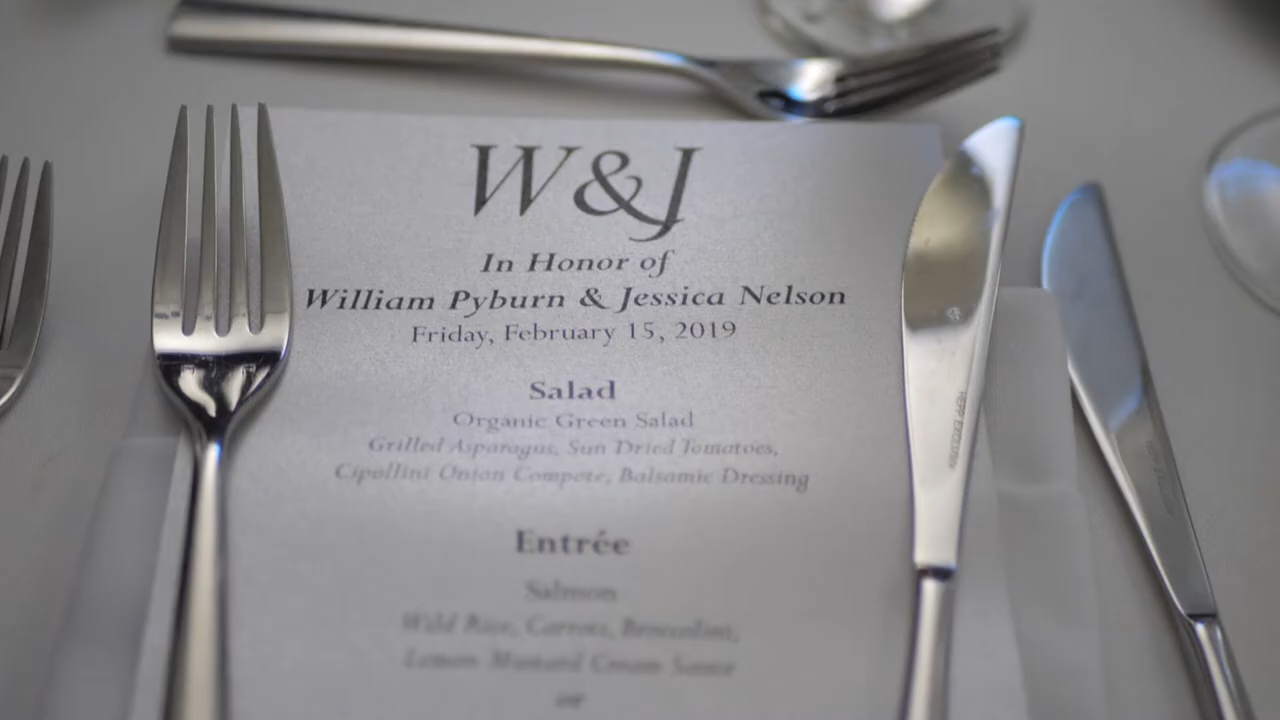 W&J
In Honor of
William Pyburn & Jessica Nelson
Friday, February 15, 2019
Salad
Organic Green Salad
Grilled Asparagus, Sun Dried Tomatoes,
Cipollini Onion Compote, Balsamic Dressing
Entrée
Salmon
Wild Rice, Carrots, Broccolini,
Lemon Mustard Cream Sauce
or